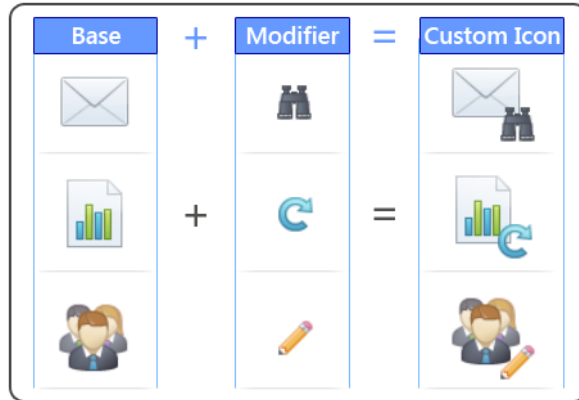 Base + Modifier = Custom Icon
+ =